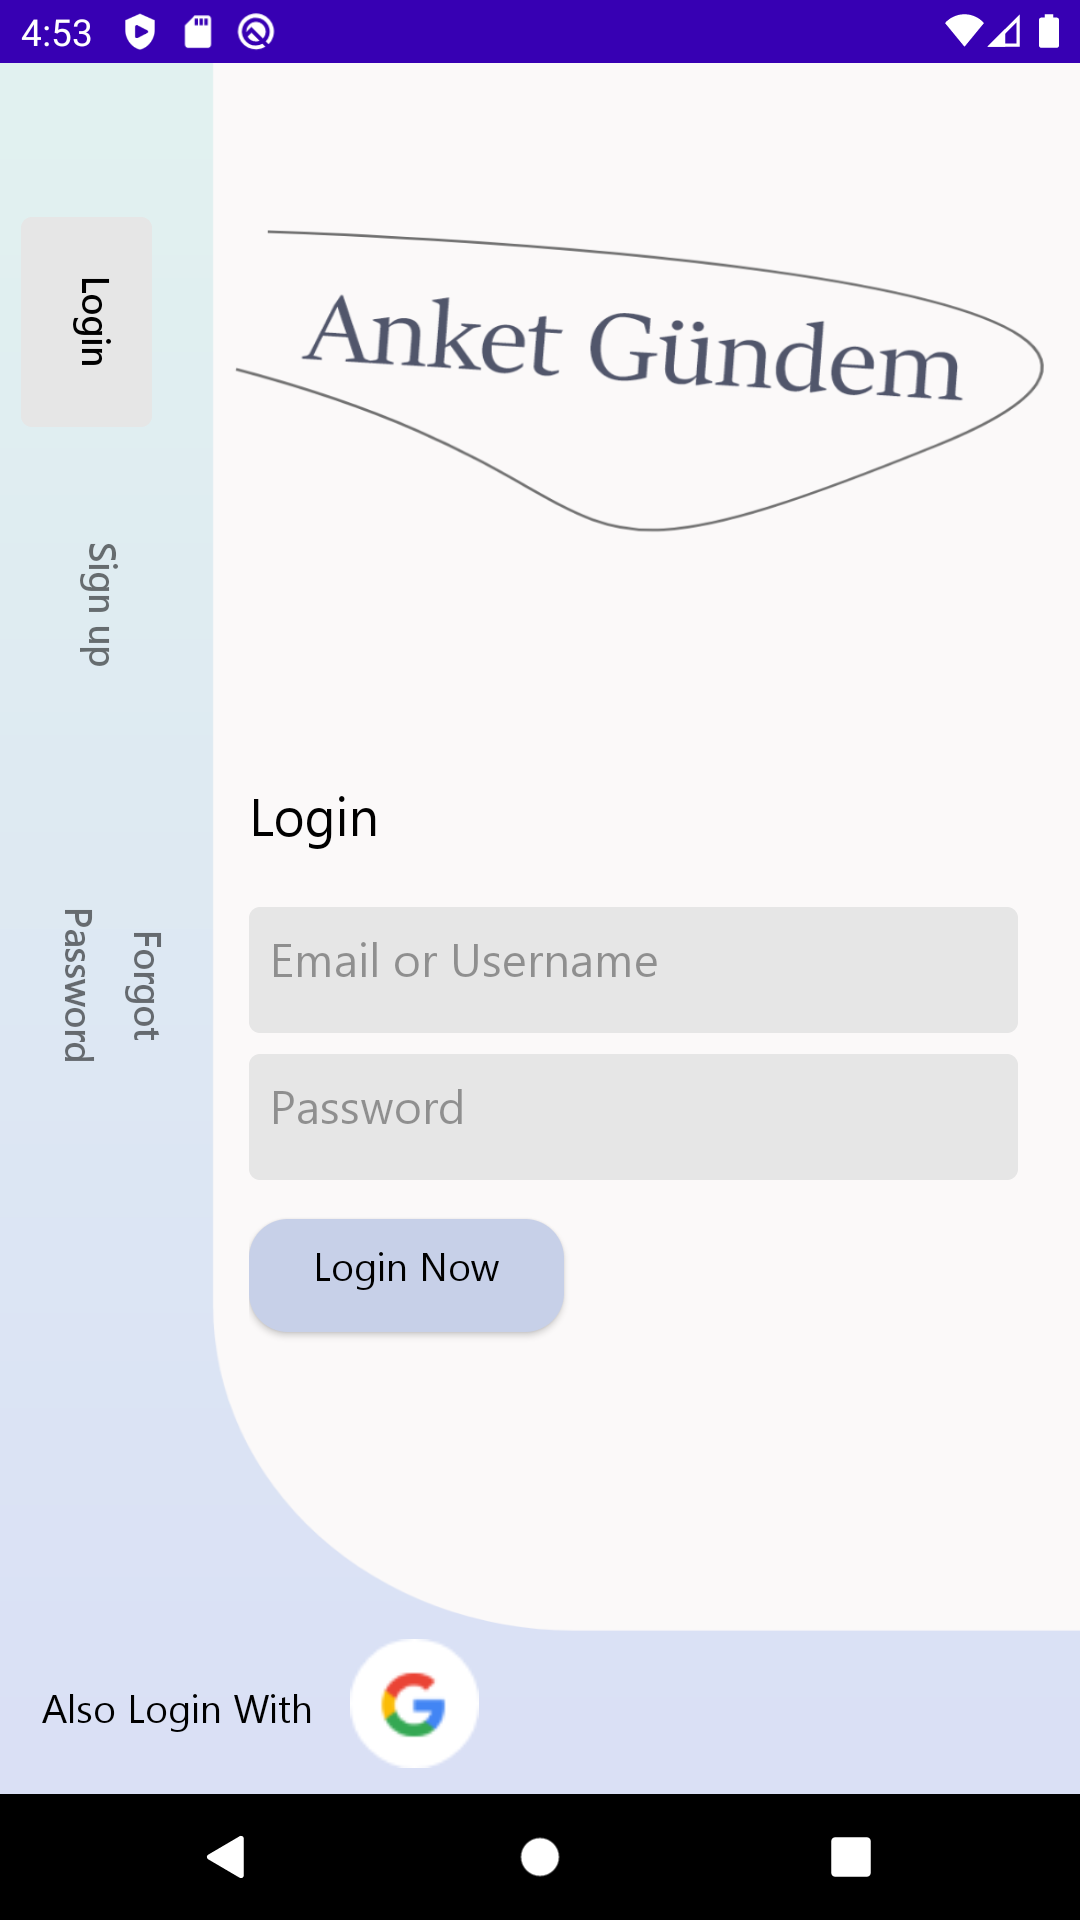 4:53
Login
Sign up
Forgot
Password
Anket Gündem
Login
Email or Username
Password
Login Now
Also Login With